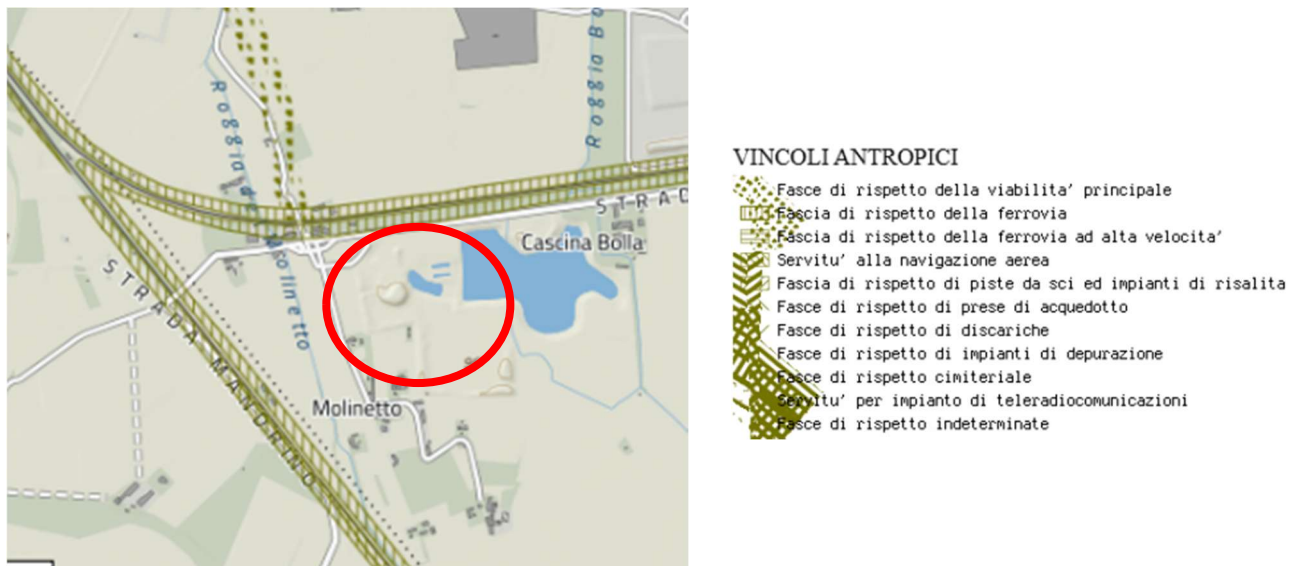 Roggia Bo
Roggia de
Molinetto
STRAD
Cascina Bolla
STRADA MANDRINO
Molinetto
VINCOLI ANTROPICI
Fasce di rispetto della viabilita' principale
Fascia di rispetto della ferrovia
Fascia di rispetto della ferrovia ad alta velocita'
Servitu' alla navigazione aerea
Fascia di rispetto di piste da sci ed impianti di risalita
Fasce di rispetto di prese di acquedotto
Fasce di rispetto di discariche
Fasce di rispetto di impianti di depurazione
Fasce di rispetto cimiteriale
Servitu' per impianto di teleradiocomunicazioni
Fasce di rispetto indeterminate